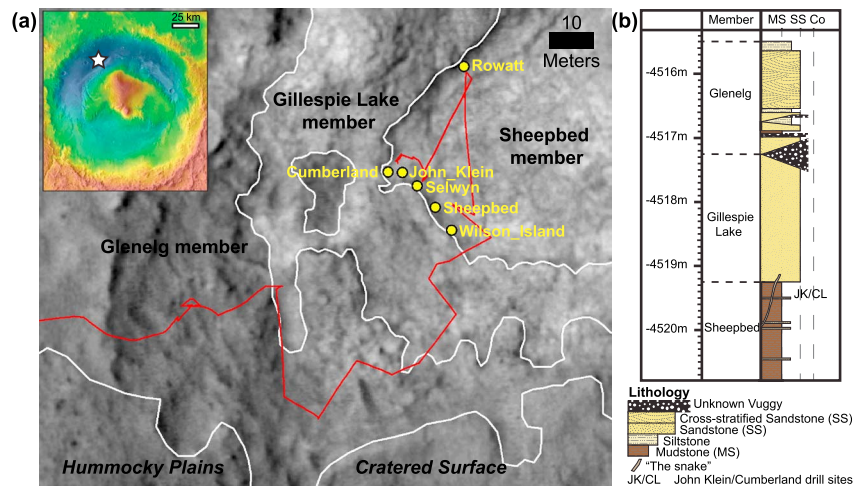 (a)
25 km
10
Meters
Rowatt
Gillespie Lake
member
Sheepbed
member
Cumberland
John_Klein
Selwyn
Sheepbed
Wilson_Island
Glenelg member
Hummocky Plains
Cratered Surface
(b)
Member
MS SS Co
-4516m
Glenelg
-4517m
-4518m
Gillespie
Lake
-4519m
JK/CL
Sheepbed
-4520m
Lithology
Unknown Vuggy
Cross-stratified Sandstone (SS)
Sandstone (SS)
Siltstone
Mudstone (MS)
"The snake"
JK/CL John Klein/Cumberland drill sites